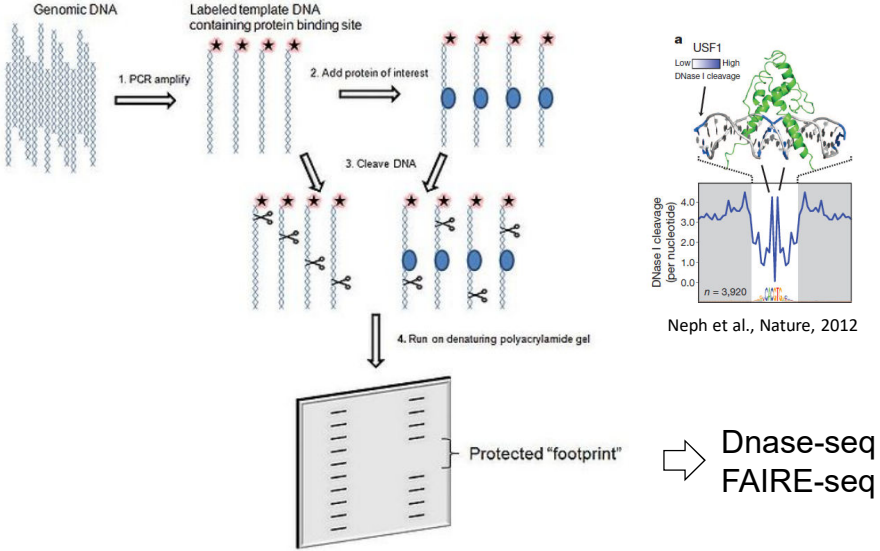 Genomic DNA
Labeled template DNA
containing protein binding site
1. PCR amplify
2. Add protein of interest
3. Cleave DNA
4. Run on denaturing polyacrylamide gel
Protected "footprint"
a
USF1
Low
High
DNase I cleavage
DNase I cleavage
(per nucleotide)
4.0
3.0
2.0
1.0
0.0
n = 3,920
Neph et al., Nature, 2012
Dnase-seq
FAIRE-seq